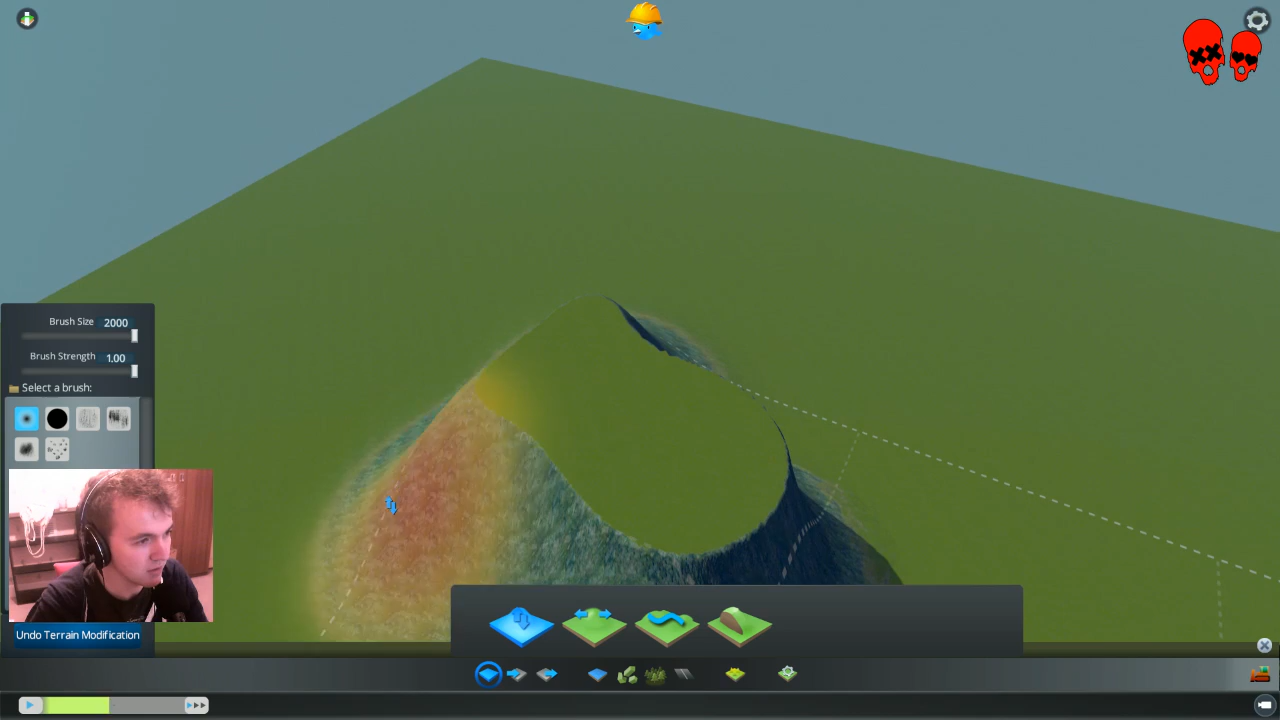 Brush Size 2000
Brush Strength 1.00
Select a brush:
Undo Terrain Modification